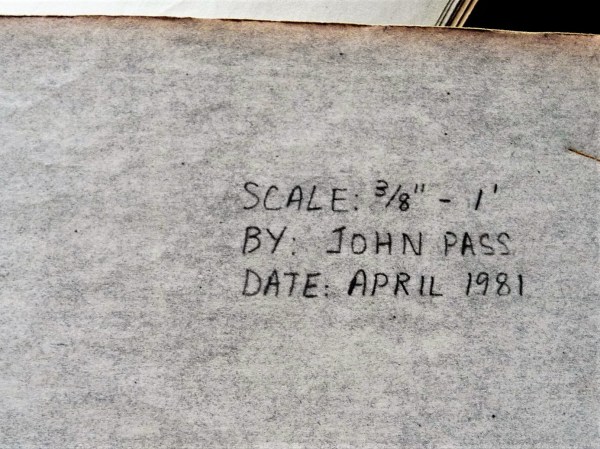 SCALE: 3/8" - 1'
BY: JOHN PASS
DATE: APRIL 1981